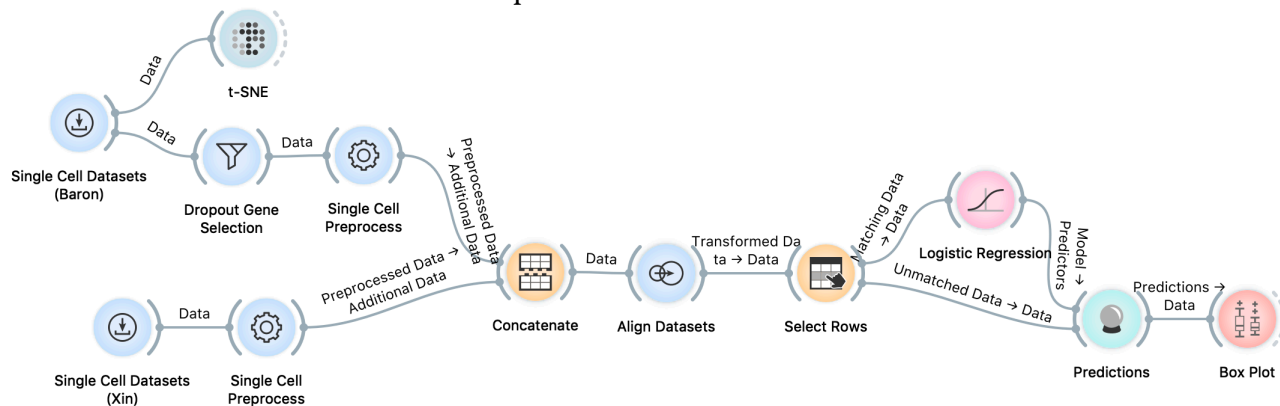 Data
t-SNE
Single Cell Datasets
(Baron)
Data
Dropout Gene
Selection
Data
Single Cell
Preprocess
Preprocessed Data
→ Additional Data
Single Cell Datasets
(Xin)
Data
Single Cell
Preprocess
Preprocessed Data →
Additional Data
Concatenate
Data
Align Datasets
Transformed Da
ta → Data
Select Rows
Matching Data
→ Data
Logistic Regression
Model →
Predictors
Unmatched Data → Data
Predictions
Predictions →
Data
Box Plot